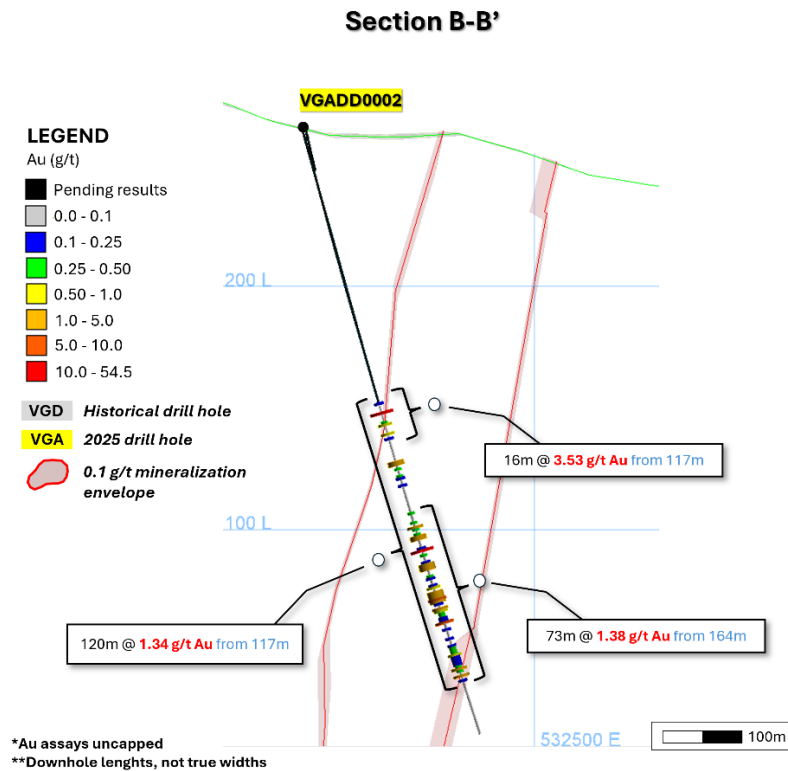 Section B-B’
VGADD0002
LEGEND
Au (g/t)
Pending results
0.0 - 0.1
0.1 - 0.25
0.25 - 0.50
0.50 - 1.0
1.0 - 5.0
5.0 - 10.0
10.0 - 54.5
VGD Historical drill hole
VGA 2025 drill hole
0.1 g/t mineralization
envelope
200 L
16m @ 3.53 g/t Au from 117m
100 L
120m @ 1.34 g/t Au from 117m
73m @ 1.38 g/t Au from 164m
532500 E
100m
*Au assays uncapped
**Downhole lenghts, not true widths